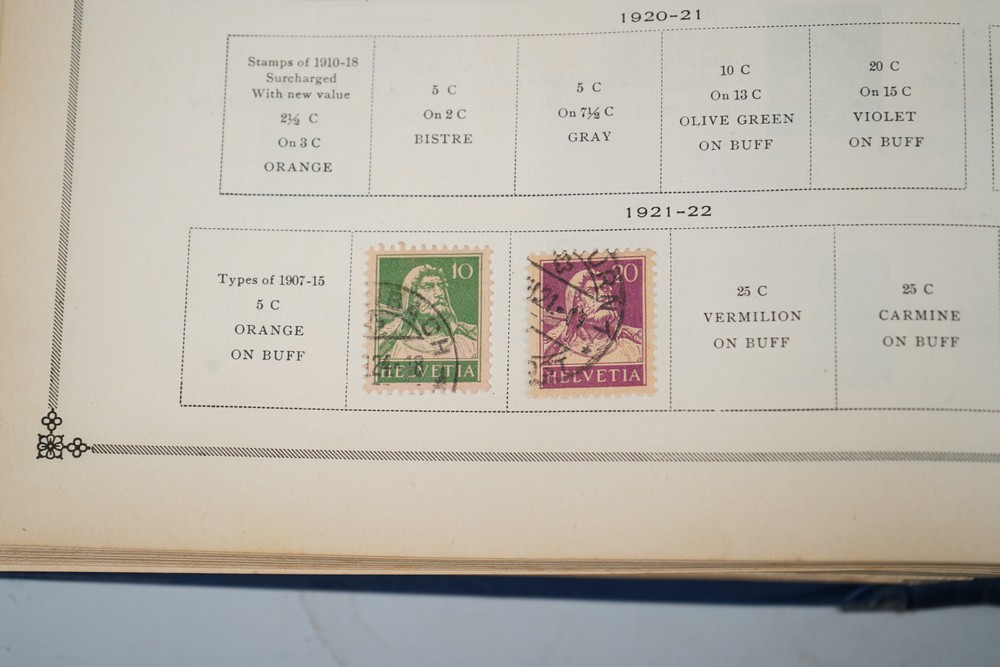 1920-21
Stamps of 1910-18
Surcharged
With new value
2½ C
On 3 C
ORANGE
5 C
On 2 C
BISTRE
5 C
On 7½ C
GRAY
10 C
On 13 C
OLIVE GREEN
ON BUFF
20 C
On 15 C
VIOLET
ON BUFF
1921-22
Types of 1907-15
5 C
ORANGE
ON BUFF
10
HELVETIA
20
HELVETIA
25 C
VERMILION
ON BUFF
25 C
CARMINE
ON BUFF